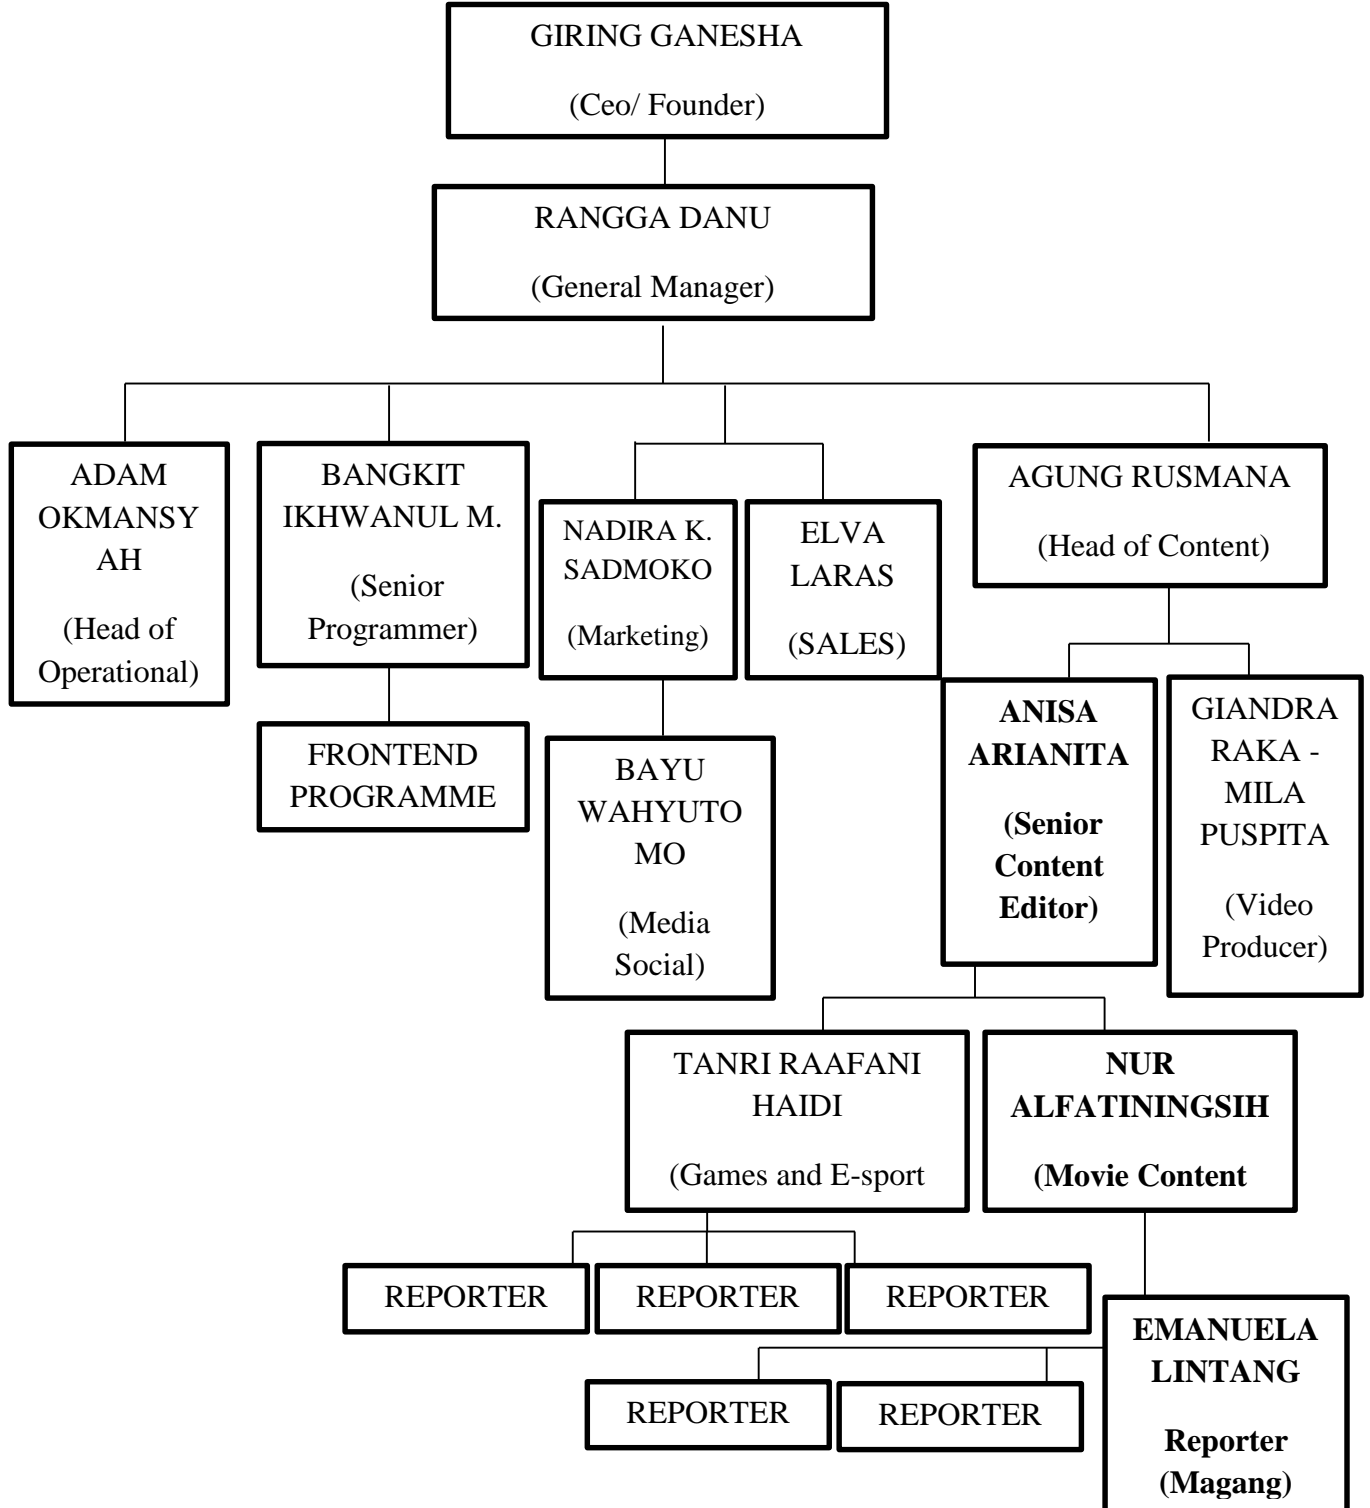 GIRING GANESHA
(Ceo/ Founder)
RANGGA DANU
(General Manager)
ADAM
OKMANSY
AH
(Head of
Operational)
BANGKIT
IKHWANUL M.
(Senior
Programmer)
NADIRA K.
SADMOKO
(Marketing)
ELVA
LARAS
(SALES)
AGUNG RUSMANA
(Head of Content)
FRONTEND
PROGRAMME
BAYU
WAHYUTO
MO
(Media
Social)
ANISA
ARIANITA
(Senior
Content
Editor)
GIANDRA
RAKA -
MILA
PUSPITA
(Video
Producer)
TANRI RAAFANI
HAIDI
(Games and E-sport
NUR
ALFATININGSIH
(Movie Content
REPORTER
REPORTER
REPORTER
EMANUELA
LINTANG
Reporter
(Magang)
REPORTER
REPORTER